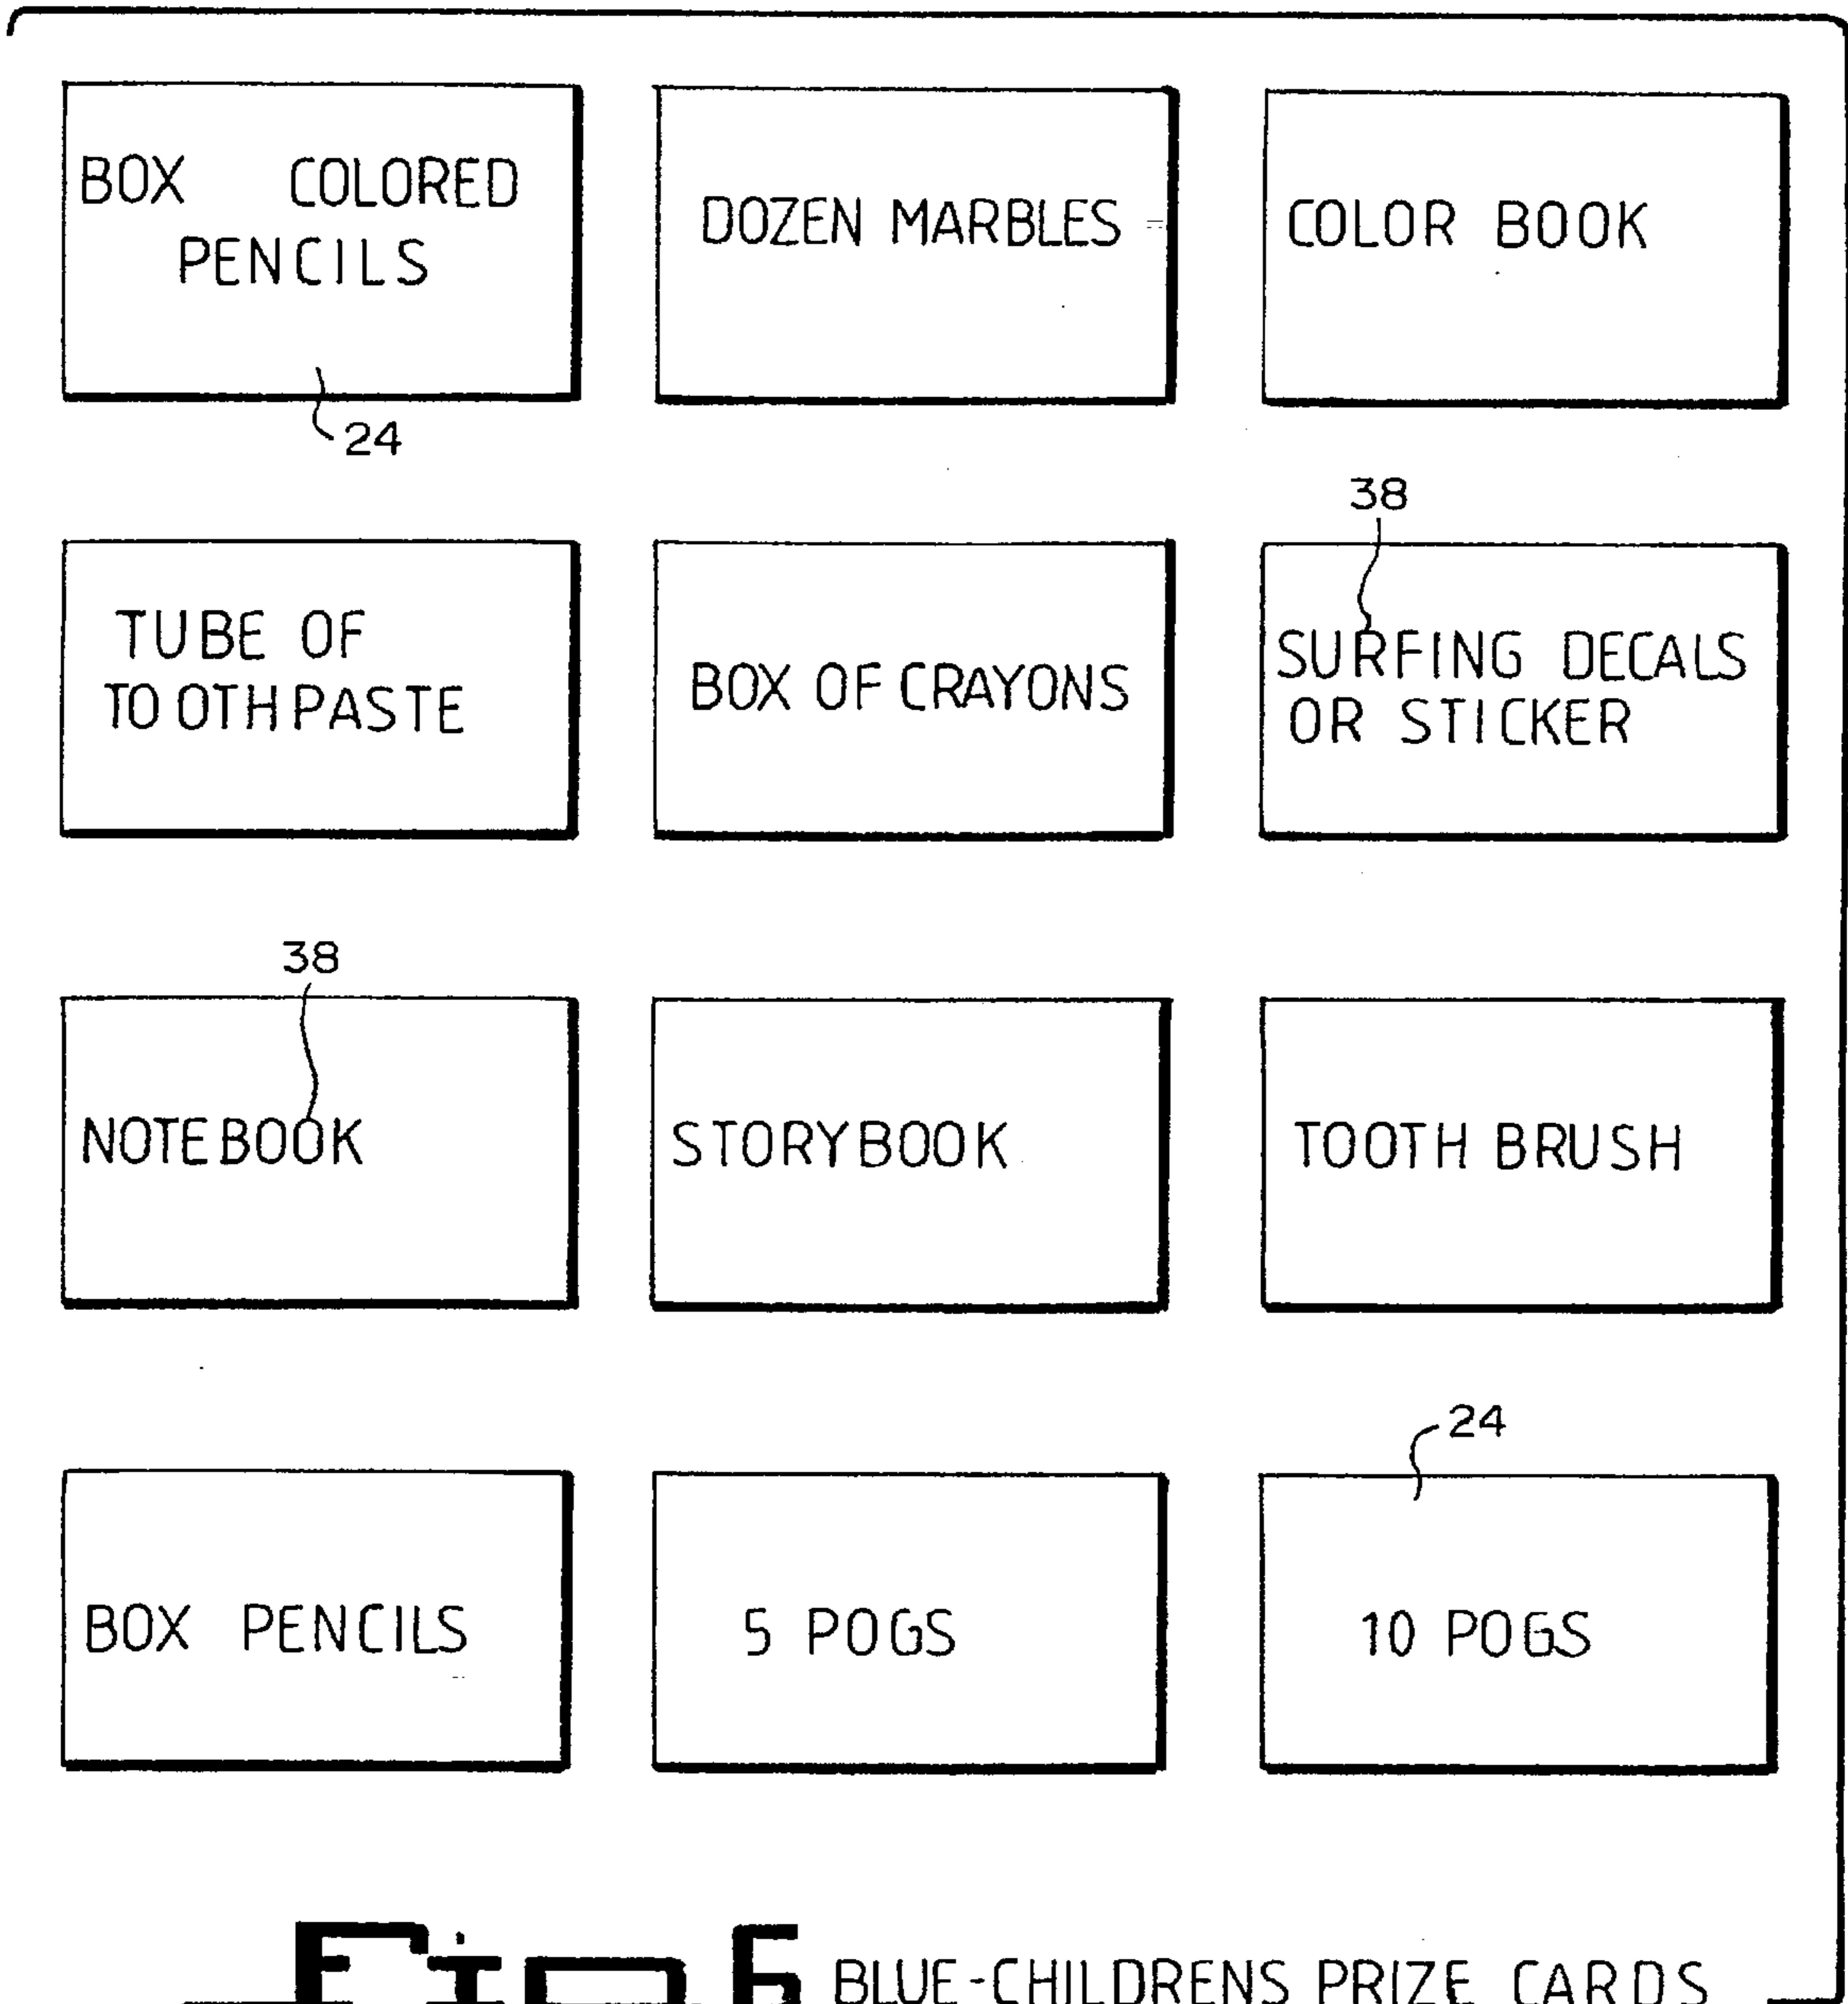 BOX COLORED
PENCILS
DOZEN MARBLES
COLOR BOOK
24
38
TUBE OF
TOOTHPASTE
BOX OF CRAYONS
SURFING DECALS
OR STICKER
38
NOTEBOOK
STORYBOOK
TOOTH BRUSH
24
BOX PENCILS
5 POGS
10 POGS
Fig BLUE-CHILDRENS PRIZE CARDS